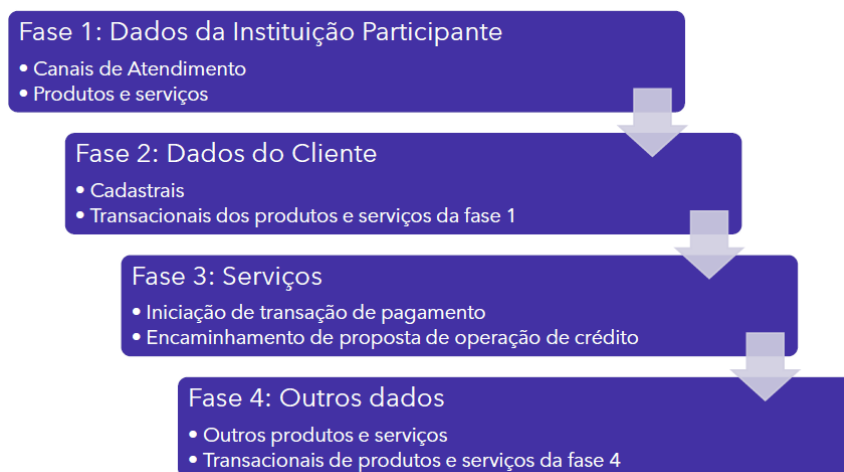 Fase 1: Dados da Instituição Participante
• Canais de Atendimento
• Produtos e serviços
Fase 2: Dados do Cliente
• Cadastrais
• Transacionais dos produtos e serviços da fase 1
Fase 3: Serviços
• Iniciação de transação de pagamento
• Encaminhamento de proposta de operação de crédito
Fase 4: Outros dados
• Outros produtos e serviços
• Transacionais de produtos e serviços da fase 4